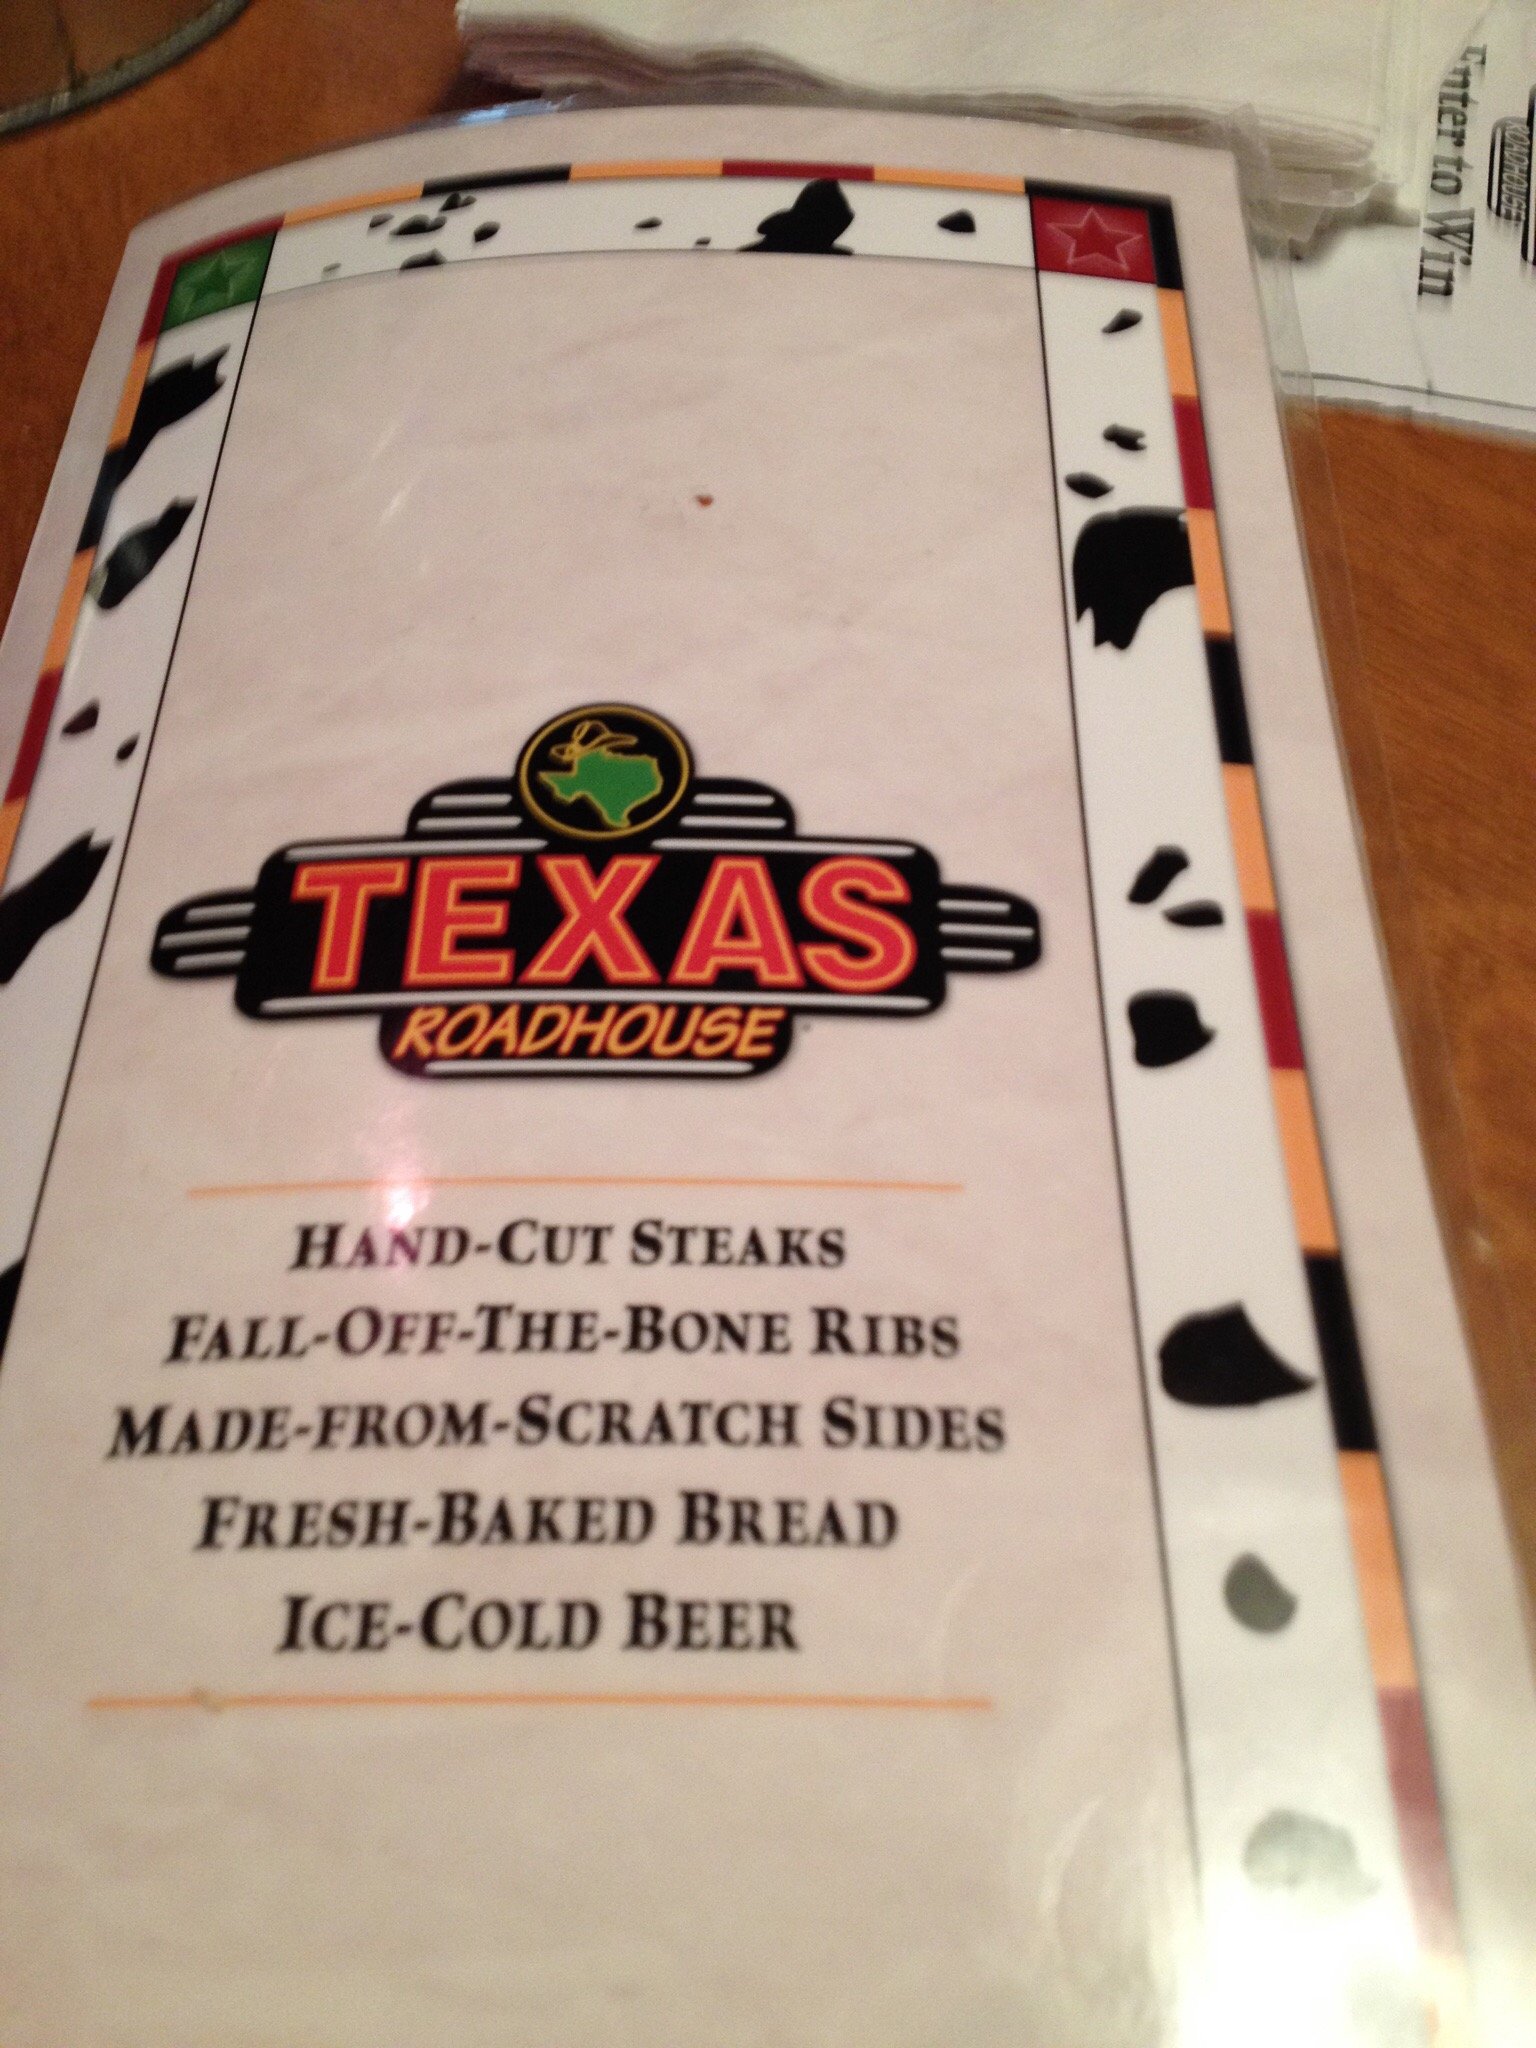 Enter to Win
ROADHOUSE
TEXAS
ROADHOUSE
HAND-CUT STEAKS
FALL-OFF-THE-BONE RIBS
MADE-FROM-SCRATCH SIDES
FRESH-BAKED BREAD
ICE-COLD BEER